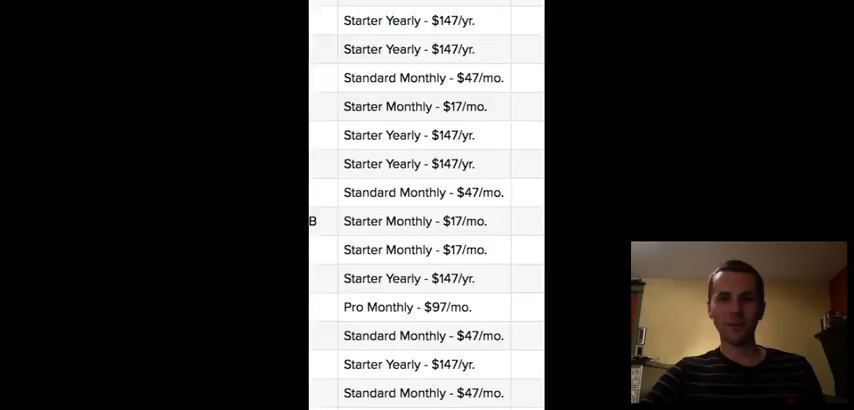 Starter Yearly - $147/yr.
Starter Yearly - $147/yr.
Standard Monthly - $47/mo.
Starter Monthly - $17/mo.
Starter Yearly - $147/yr.
Starter Yearly - $147/yr.
Standard Monthly - $47/mo.
B Starter Monthly - $17/mo.
Starter Monthly - $17/mo.
Starter Yearly - $147/yr.
Pro Monthly - $97/mo.
Standard Monthly - $47/mo.
Starter Yearly - $147/yr.
Standard Monthly - $47/mo.